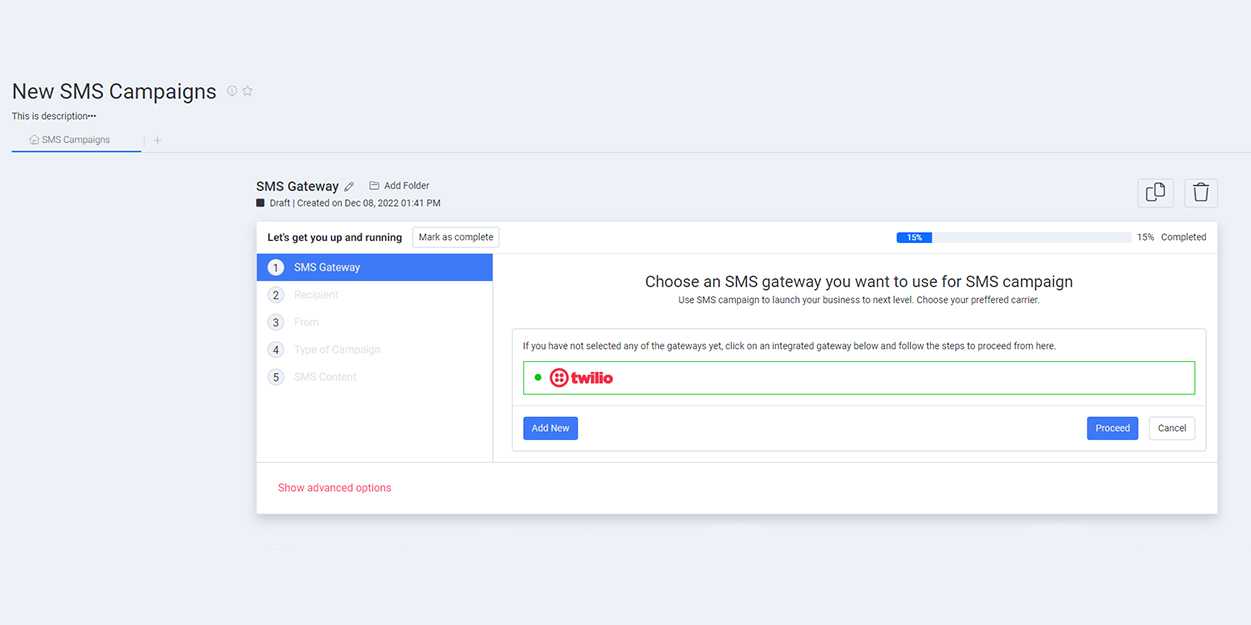 New SMS Campaigns
This is description•••
SMS Campaigns
+
SMS Gateway
Add Folder
Draft | Created on Dec 08, 2022 01:41 PM
Let's get you up and running
Mark as complete
15%
15% Completed
1 SMS Gateway
2 Recipient
3 From
4 Type of Campaign
5 SMS Content
Choose an SMS gateway you want to use for SMS campaign
Use SMS campaign to launch your business to next level. Choose your preffered carrier.
If you have not selected any of the gateways yet, click on an integrated gateway below and follow the steps to proceed from here.
twilio
Add New
Proceed
Cancel
Show advanced options